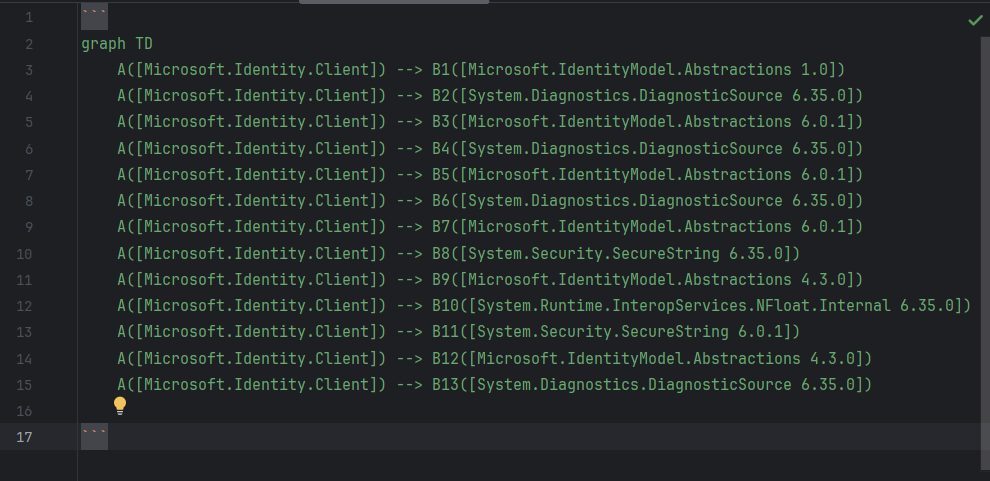 1 ```
2 graph TD
3 A([Microsoft.Identity.Client]) --> B1([Microsoft.IdentityModel.Abstractions 1.0])
4 A([Microsoft.Identity.Client]) --> B2([System.Diagnostics.DiagnosticSource 6.35.0])
5 A([Microsoft.Identity.Client]) --> B3([Microsoft.IdentityModel.Abstractions 6.0.1])
6 A([Microsoft.Identity.Client]) --> B4([System.Diagnostics.DiagnosticSource 6.35.0])
7 A([Microsoft.Identity.Client]) --> B5([Microsoft.IdentityModel.Abstractions 6.0.1])
8 A([Microsoft.Identity.Client]) --> B6([System.Diagnostics.DiagnosticSource 6.35.0])
9 A([Microsoft.Identity.Client]) --> B7([Microsoft.IdentityModel.Abstractions 6.0.1])
10 A([Microsoft.Identity.Client]) --> B8([System.Security.SecureString 6.35.0])
11 A([Microsoft.Identity.Client]) --> B9([Microsoft.IdentityModel.Abstractions 4.3.0])
12 A([Microsoft.Identity.Client]) --> B10([System.Runtime.InteropServices.NFloat.Internal 6.35.0])
13 A([Microsoft.Identity.Client]) --> B11([System.Security.SecureString 6.0.1])
14 A([Microsoft.Identity.Client]) --> B12([Microsoft.IdentityModel.Abstractions 4.3.0])
15 A([Microsoft.Identity.Client]) --> B13([System.Diagnostics.DiagnosticSource 6.35.0])
16
17 ```